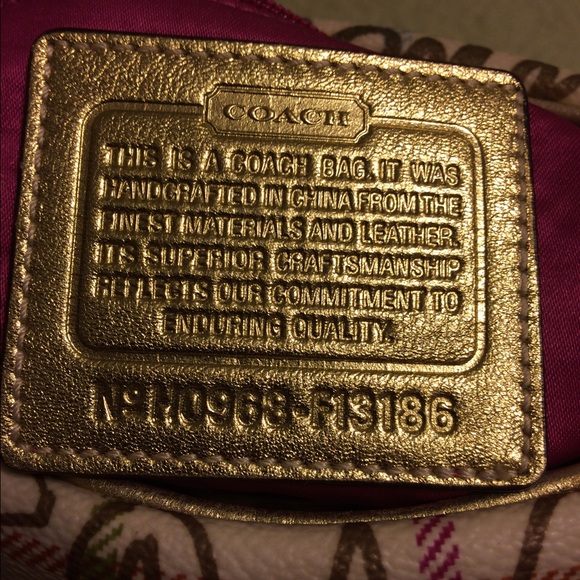 COACH
THIS IS A COACH BAG. IT WAS
HANDCRAFTED IN CHINA FROM THE
FINEST MATERIALS AND LEATHER.
ITS SUPERIOR CRAFTSMANSHIP
REFLECTS OUR COMMITMENT TO
ENDURING QUALITY.
Nº H0968-F13186